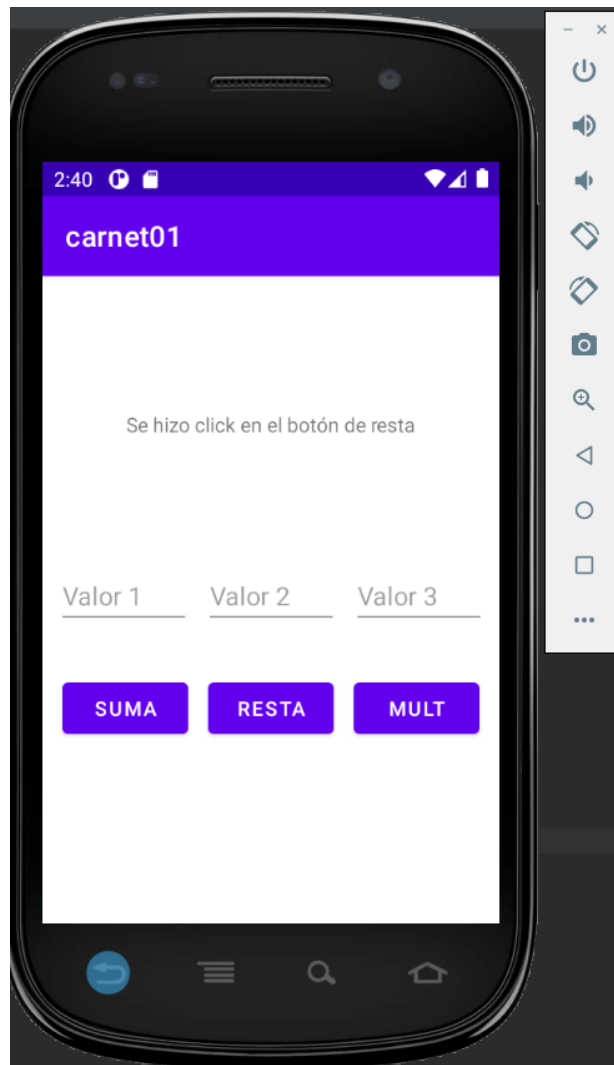 2:40
carnet01
Se hizo click en el botón de resta
Valor 1 Valor 2 Valor 3
SUMA RESTA MULT